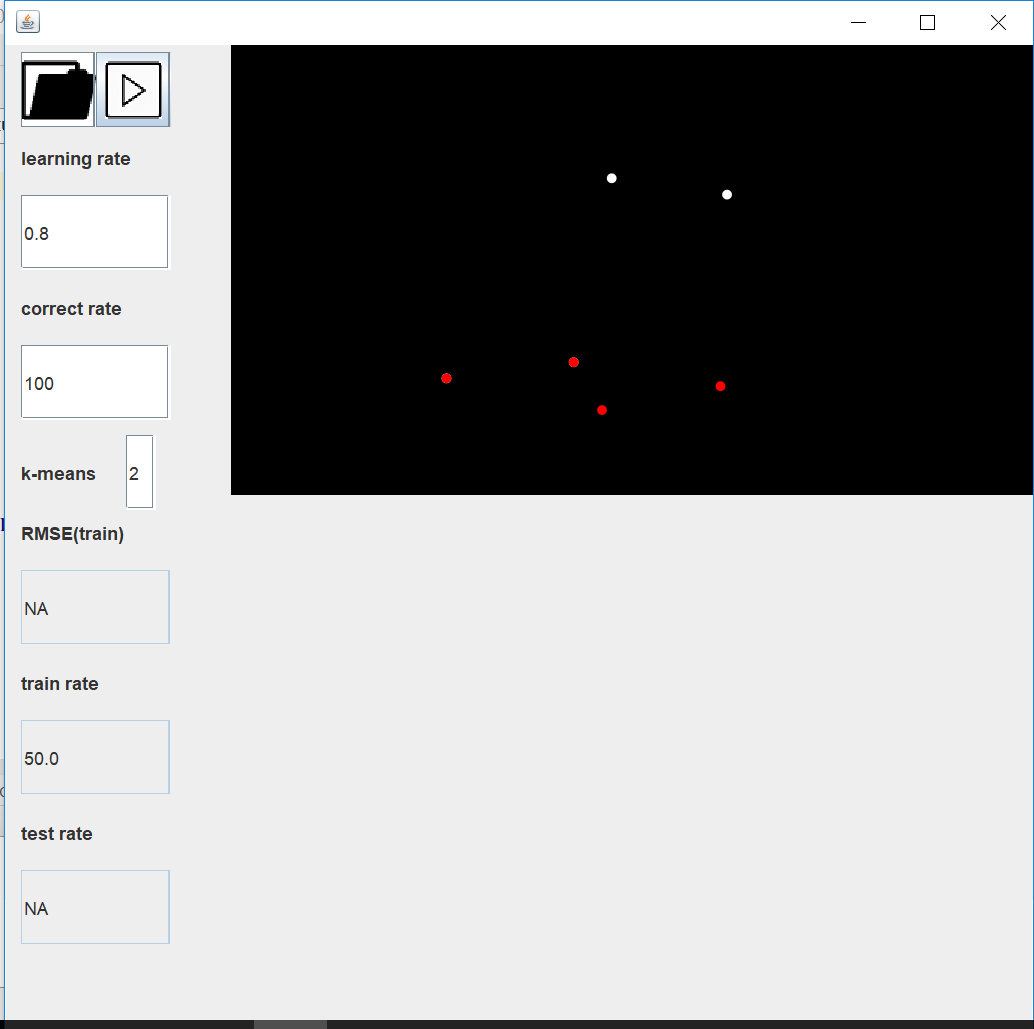 learning rate
0.8
correct rate
100
k-means 2
RMSE(train)
NA
train rate
50.0
test rate
NA